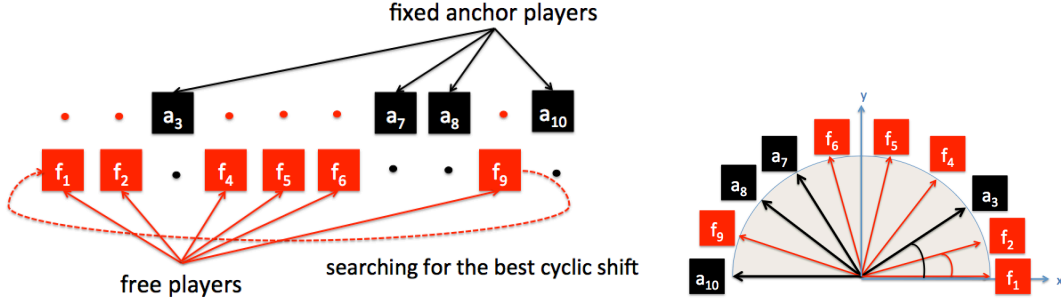 fixed anchor players
a3 a7 a8 a10
f1 f2 f4 f5 f6 f9
free players
searching for the best cyclic shift
y
f6 f5
a7 f4
a8 a3
f9 f2
a10 f1 x